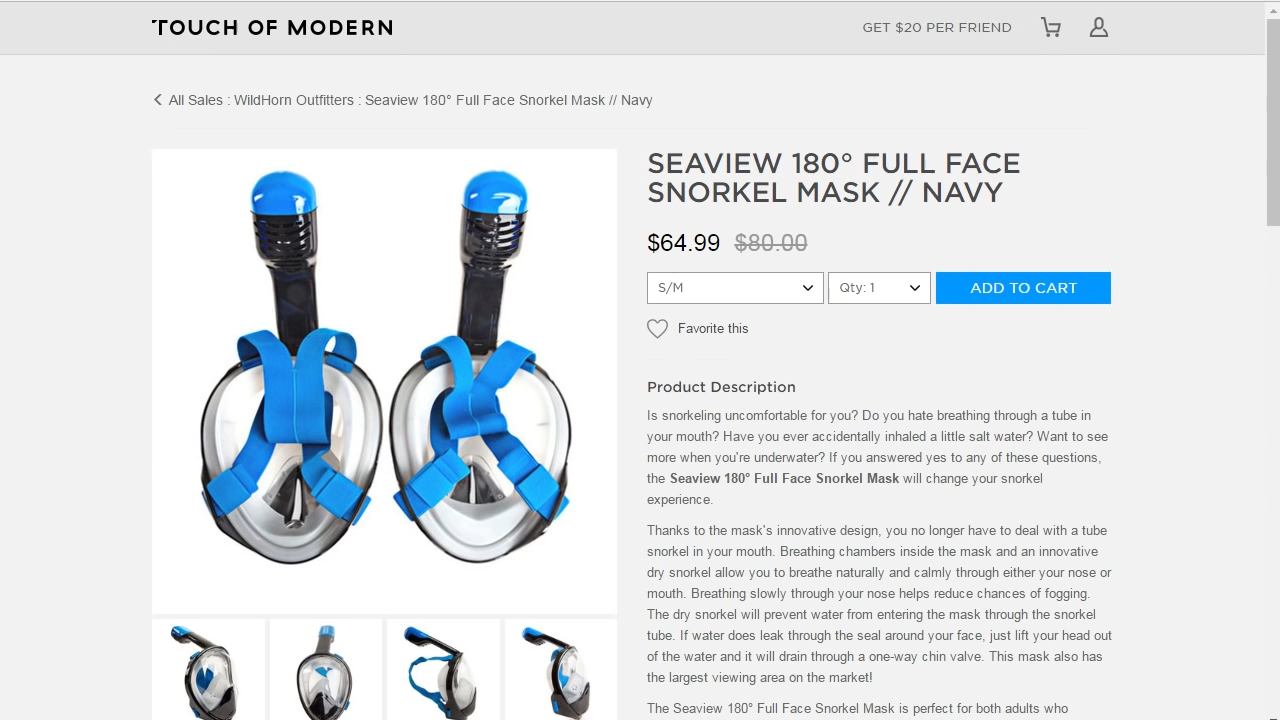 TOUCH OF MODERN
GET $20 PER FRIEND
All Sales : WildHorn Outfitters : Seaview 180° Full Face Snorkel Mask // Navy
SEAVIEW 180° FULL FACE
SNORKEL MASK // NAVY
$64.99 $80.00
S/M
Qty: 1
ADD TO CART
Favorite this
Product Description
Is snorkeling uncomfortable for you? Do you hate breathing through a tube in
your mouth? Have you ever accidentally inhaled a little salt water? Want to see
more when you're underwater? If you answered yes to any of these questions,
the Seaview 180° Full Face Snorkel Mask will change your snorkel
experience.
Thanks to the mask's innovative design, you no longer have to deal with a tube
snorkel in your mouth. Breathing chambers inside the mask and an innovative
dry snorkel allow you to breathe naturally and calmly through either your nose or
mouth. Breathing slowly through your nose helps reduce chances of fogging.
The dry snorkel will prevent water from entering the mask through the snorkel
tube. If water does leak through the seal around your face, just lift your head out
of the water and it will drain through a one-way chin valve. This mask also has
the largest viewing area on the market!
The Seaview 180° Full Face Snorkel Mask is perfect for both adults who